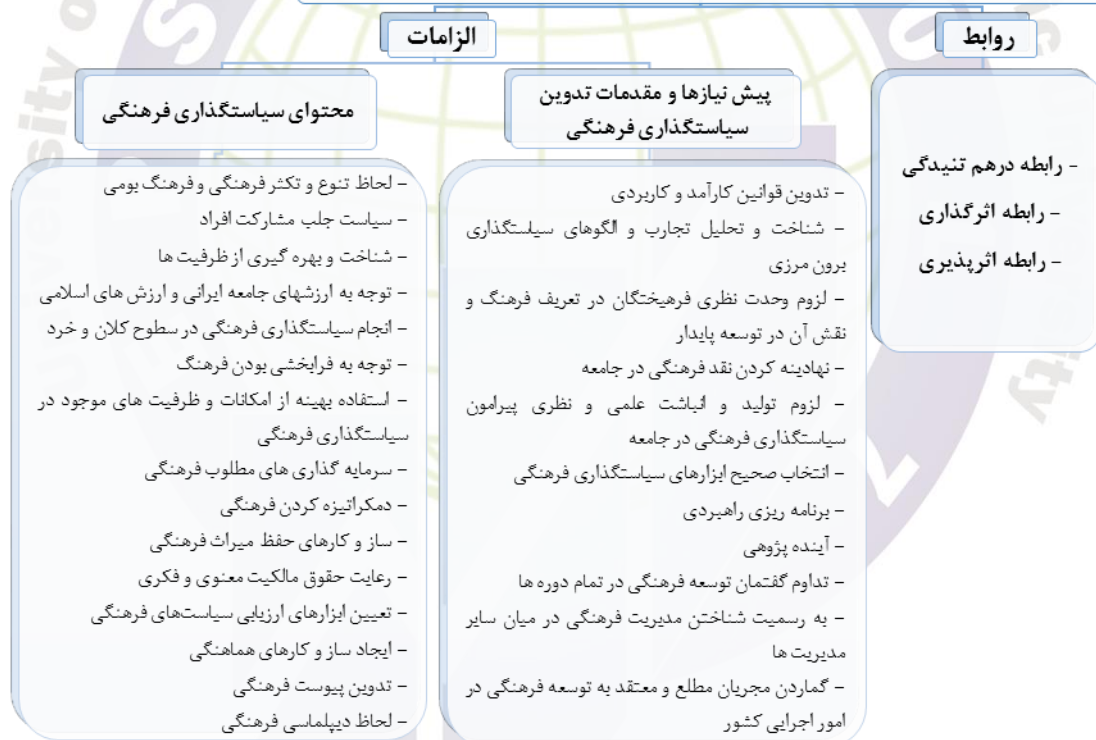 روابط
- رابطه درهم تنیدگی
- رابطه اثرگذاری
- رابطه اثرپذیری
الزامات
پیش نیازها و مقدمات تدوین
سیاستگذاری فرهنگی
- تدوین قوانین کارآمد و کاربردی
- شناخت و تحلیل تجارب و الگوهای سیاستگذاری
برون مرزی
- لزوم وحدت نظری فرهیختگان در تعریف فرهنگ و
نقش آن در توسعه پایدار
- نهادینه کردن نقد فرهنگی در جامعه
- لزوم تولید و انباشت علمی و نظری پیرامون
سیاستگذاری فرهنگی در جامعه
- انتخاب صحیح ابزارهای سیاستگذاری فرهنگی
- برنامه ریزی راهبردی
- آینده پژوهی
- تداوم گفتمان توسعه فرهنگی در تمام دوره ها
- به رسمیت شناختن مدیریت فرهنگی در میان سایر
مدیریت ها
- گماردن مجریان مطلع و معتقد به توسعه فرهنگی در
امور اجرایی کشور
محتوای سیاستگذاری فرهنگی
- لحاظ تنوع و تکثر فرهنگی و فرهنگ بومی
- سیاست جلب مشارکت افراد
- شناخت و بهره گیری از ظرفیت ها
- توجه به ارزشهای جامعه ایرانی و ارزش های اسلامی
- انجام سیاستگذاری فرهنگی در سطوح کلان و خرد
- توجه به فرابخشی بودن فرهنگ
- استفاده بهینه از امکانات و ظرفیت های موجود در
سیاستگذاری فرهنگی
- سرمایه گذاری های مطلوب فرهنگی
- دمکراتیزه کردن فرهنگی
- ساز و کارهای حفظ میراث فرهنگی
- رعایت حقوق مالکیت معنوی و فکری
- تعیین ابزارهای ارزیابی سیاست‌های فرهنگی
- ایجاد ساز و کارهای هماهنگی
- تدوین پیوست فرهنگی
- لحاظ دیپلماسی فرهنگی